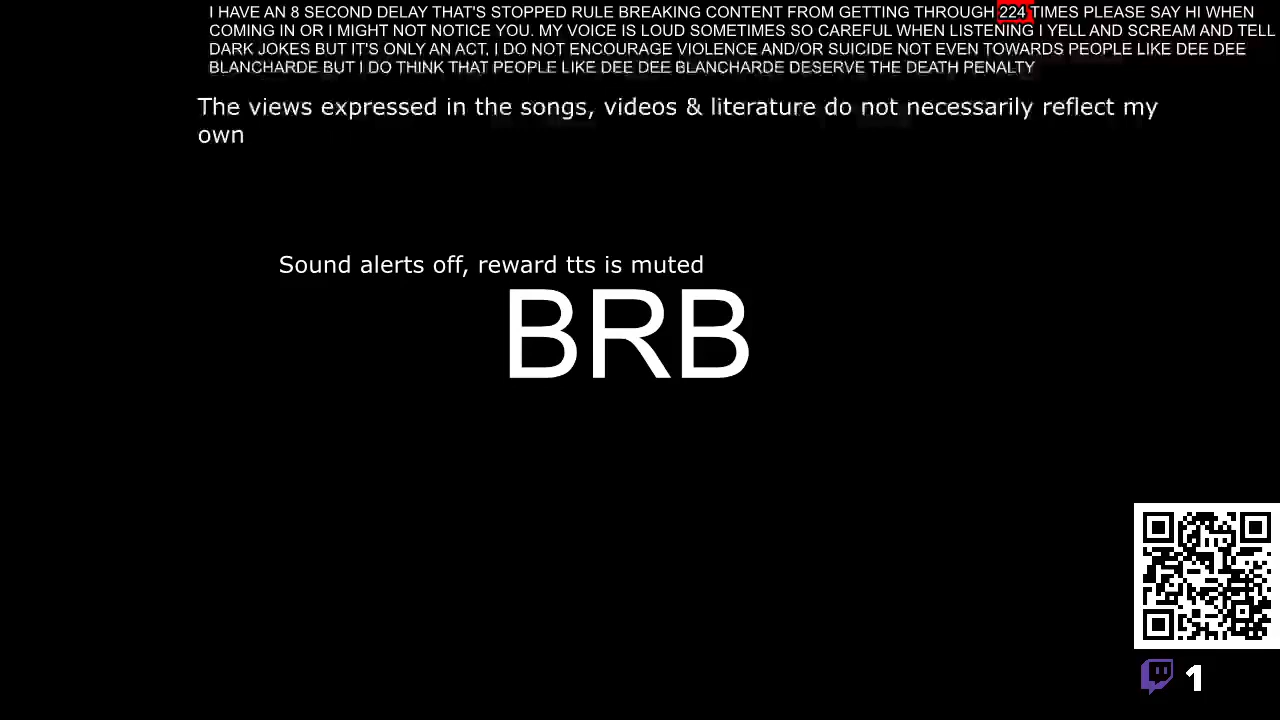 I HAVE AN 8 SECOND DELAY THAT'S STOPPED RULE BREAKING CONTENT FROM GETTING THROUGH 224 TIMES PLEASE SAY HI WHEN
COMING IN OR I MIGHT NOT NOTICE YOU. MY VOICE IS LOUD SOMETIMES SO CAREFUL WHEN LISTENING I YELL AND SCREAM AND TELL
DARK JOKES BUT IT'S ONLY AN ACT, I DO NOT ENCOURAGE VIOLENCE AND/OR SUICIDE NOT EVEN TOWARDS PEOPLE LIKE DEE DEE
BLANCHARDE BUT I DO THINK THAT PEOPLE LIKE DEE DEE BLANCHARDE DESERVE THE DEATH PENALTY
The views expressed in the songs, videos & literature do not necessarily reflect my
own
Sound alerts off, reward tts is muted
BRB
1